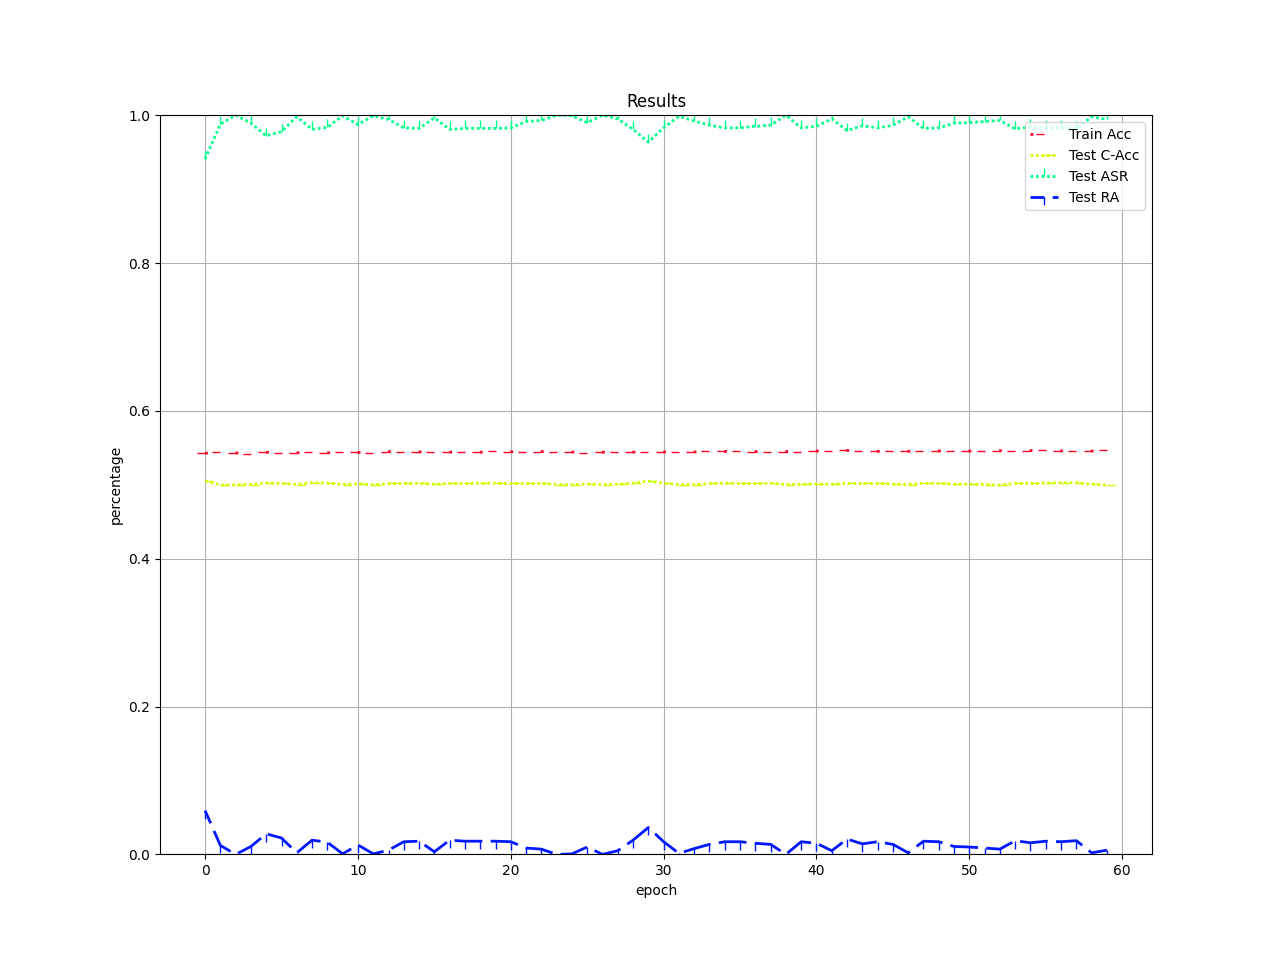 Results
1.0
0.8
0.6
0.4
0.2
0.0
percentage
Train Acc
Test C-Acc
Test ASR
Test RA
0 10 20 30 40 50 60
epoch